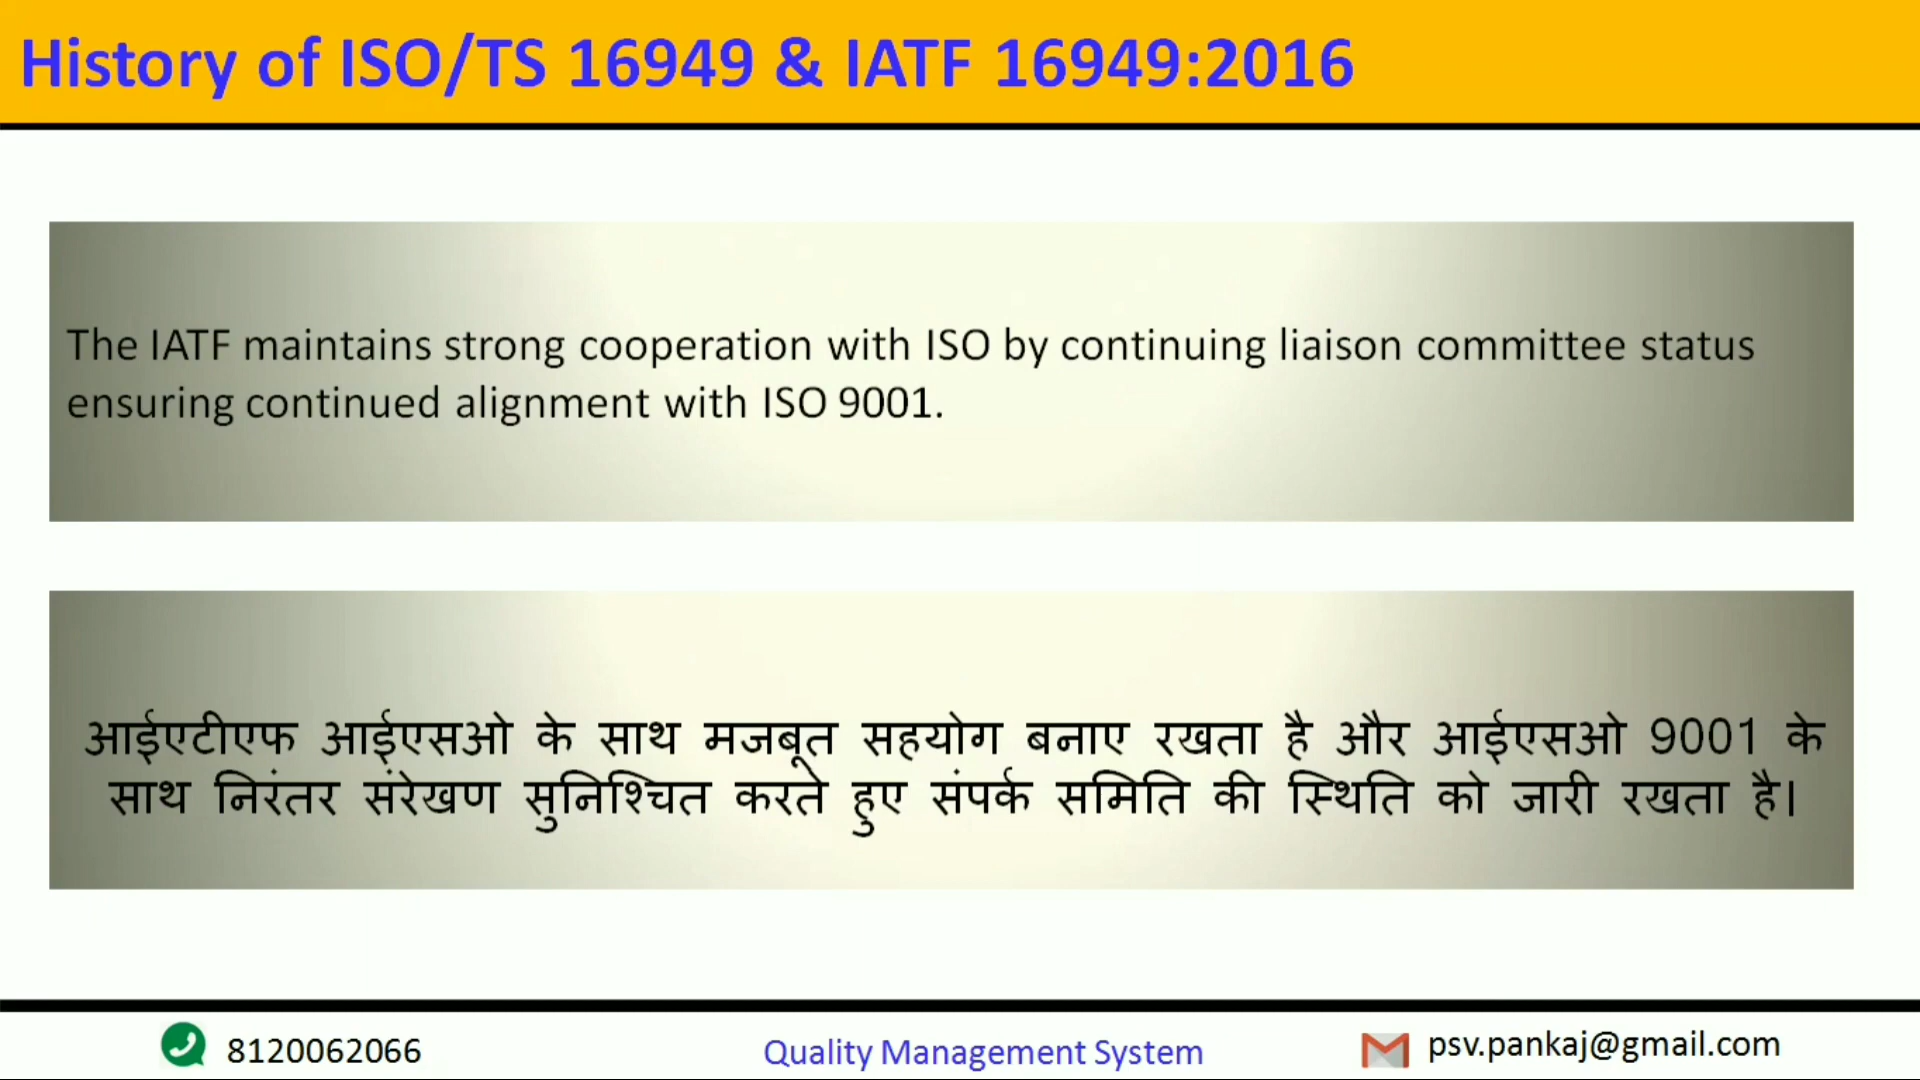 History of ISO/TS 16949 & IATF 16949:2016
The IATF maintains strong cooperation with ISO by continuing liaison committee status
ensuring continued alignment with ISO 9001.
आईएटीएफ आईएसओ के साथ मजबूत सहयोग बनाए रखता है और आईएसओ 9001 के
साथ निरंतर संरेखण सुनिश्चित करते हुए संपर्क समिति की स्थिति को जारी रखता है।
8120062066
Quality Management System
psv.pankaj@gmail.com